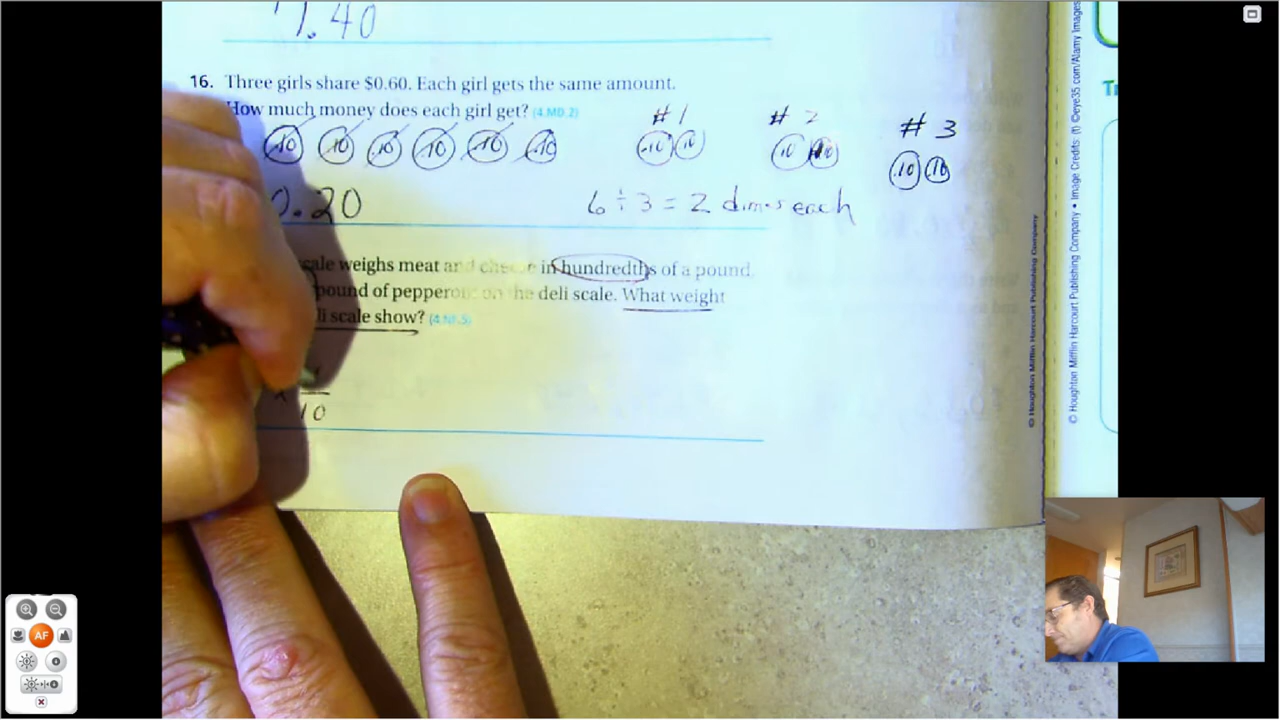 7.40
16. Three girls share $0.60. Each girl gets the same amount.
How much money does each girl get? (4.MD.2)
.10 .10 .10 .10 .10 .10
#1 #2 #3
.10 .10 .10 .10 .10
0.20
6 ÷ 3 = 2 dimes each
scale weighs meat and cheese in hundredths of a pound.
pound of pepperoni on the deli scale. What weight
scale show? (4.NF.5)
×
10
© Houghton Mifflin Harcourt Publishing Company
© Houghton Mifflin Harcourt Publishing Company • Image Credits: (t) ©eye35.com/Alamy Images
AF